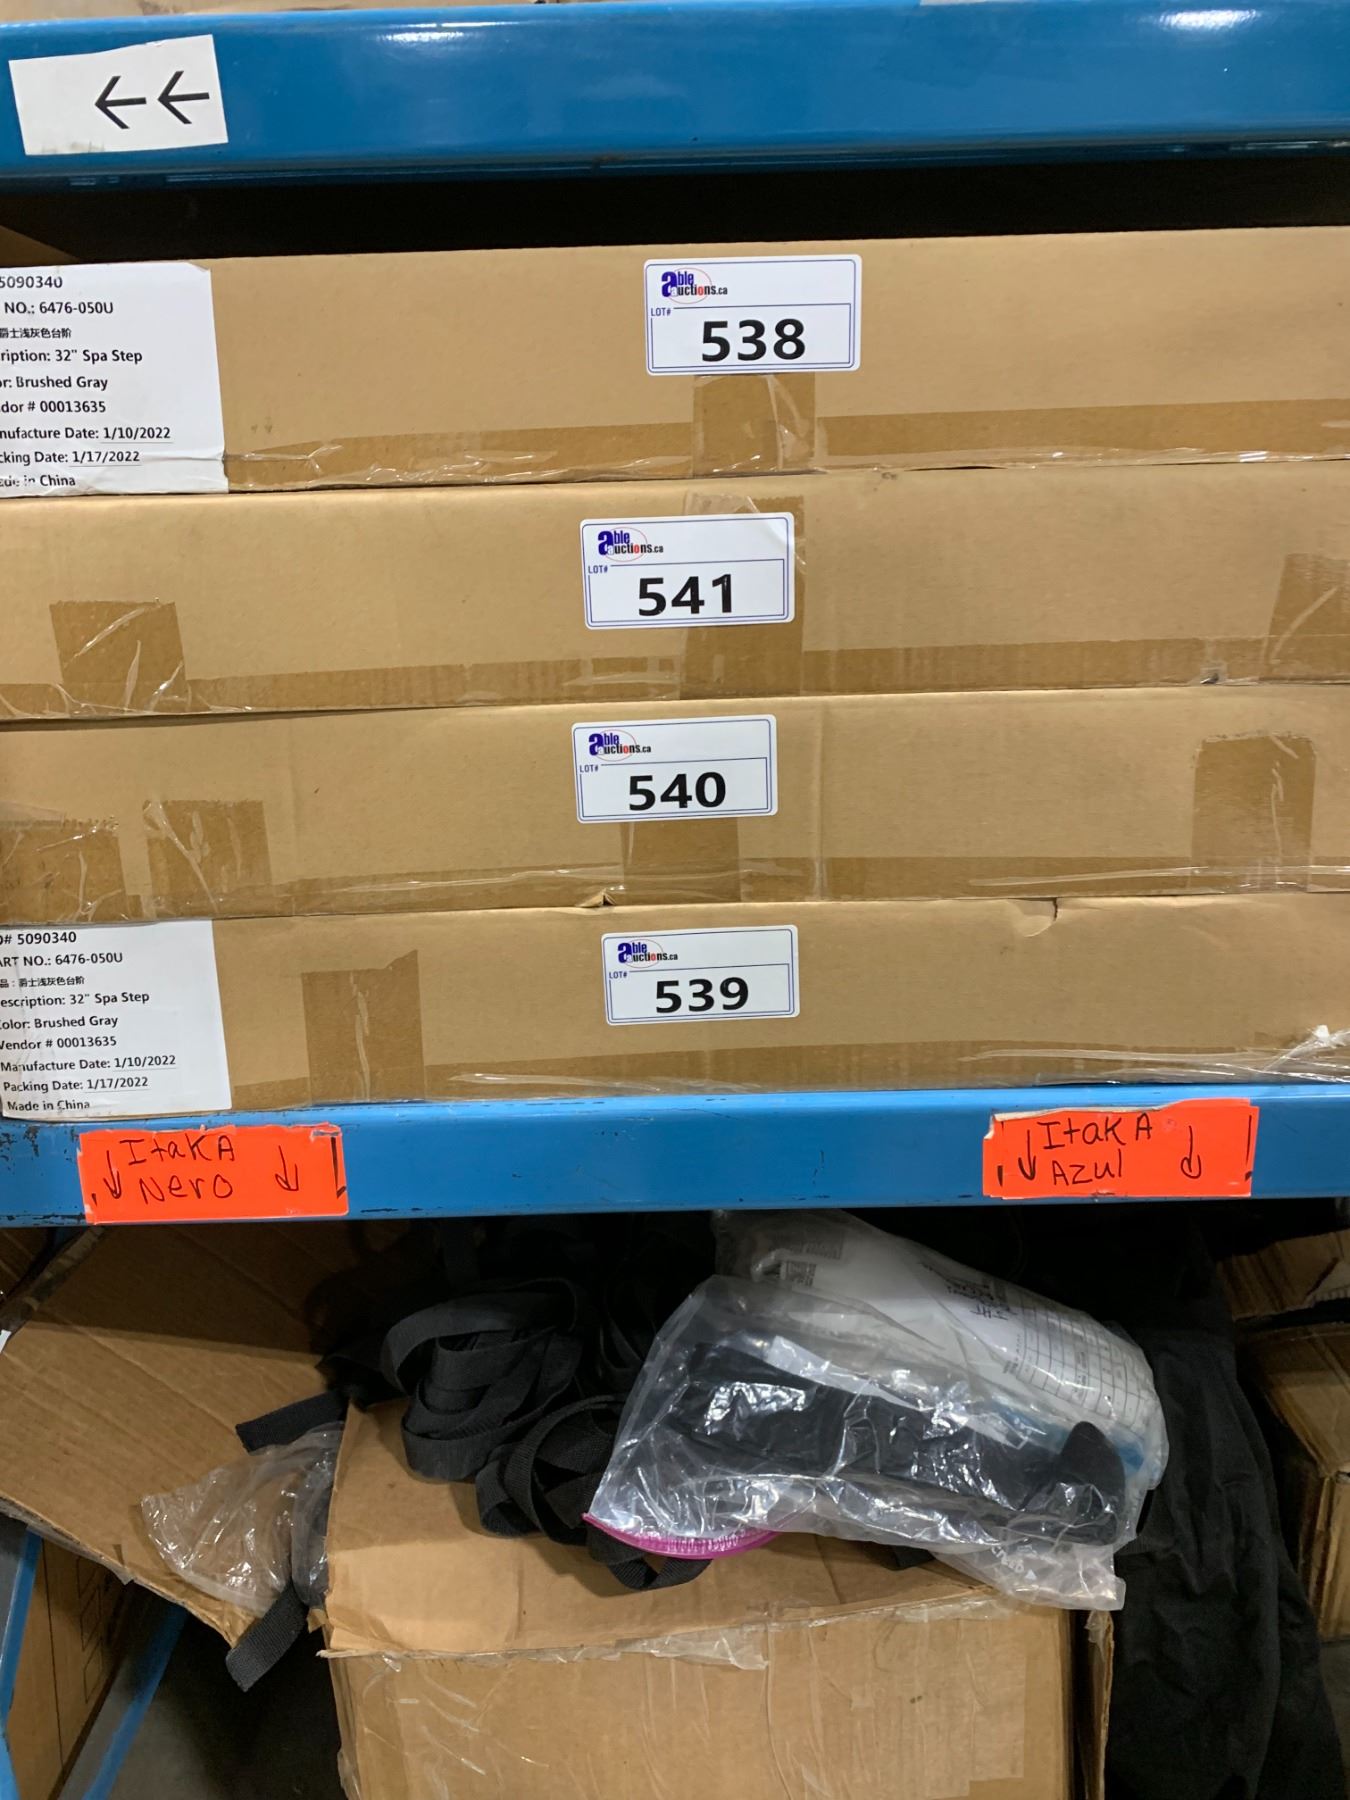 ←←
5090340
NO.: 6476-050U
爵士浅灰色台阶
ription: 32" Spa Step
or: Brushed Gray
dor # 00013635
nufacture Date: 1/10/2022
cking Date: 1/17/2022
ade in China
able
auctions.ca
LOT#
538
able
auctions.ca
LOT#
541
able
auctions.ca
LOT#
540
O# 5090340
ART NO.: 6476-050U
品：爵士浅灰色台阶
escription: 32" Spa Step
olor: Brushed Gray
Vendor # 00013635
Manufacture Date: 1/10/2022
Packing Date: 1/17/2022
Made in China
able
auctions.ca
LOT#
539
ItakA
Nero
ItakA
Azul